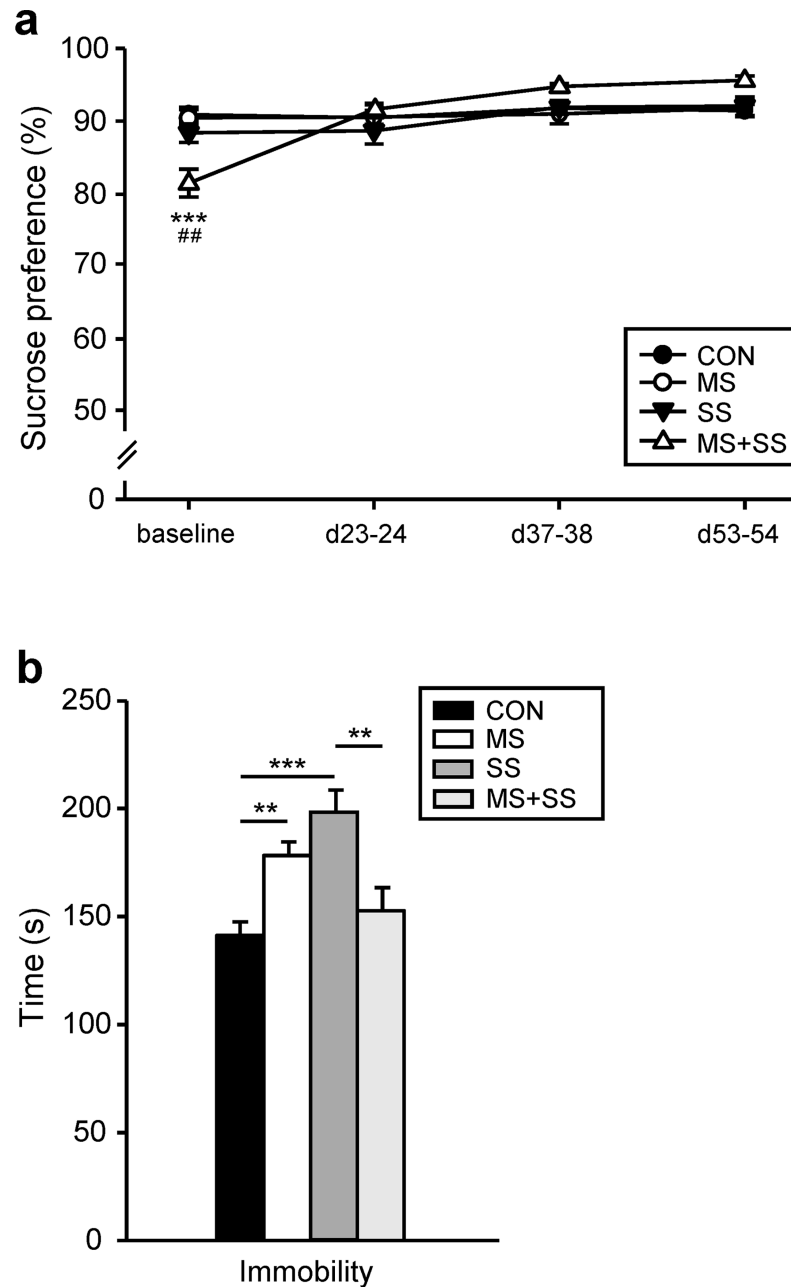 a
Sucrose preference (%)
100
90
80
70
60
50
0
***
##
CON
MS
SS
MS+SS
baseline d23-24 d37-38 d53-54
b
Time (s)
250
200
150
100
50
0
**
***
**
CON
MS
SS
MS+SS
Immobility